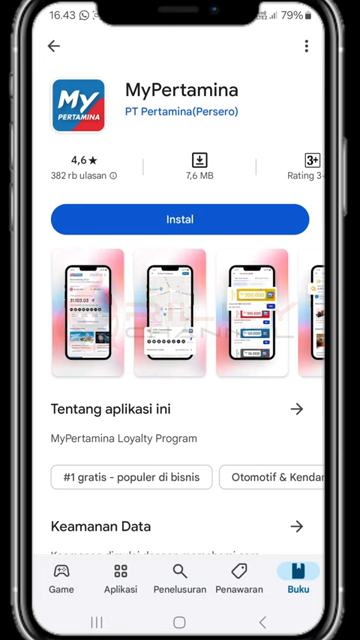 16.43
79%
MyPertamina
PT Pertamina(Persero)
My
PERTAMINA
4,6★
382 rb ulasan
7,6 MB
3+
Rating 3+
Instal
CHANNEL
Tentang aplikasi ini
MyPertamina Loyalty Program
#1 gratis - populer di bisnis
Otomotif & Kendar
Keamanan Data
Game
Aplikasi
Penelusuran
Penawaran
Buku